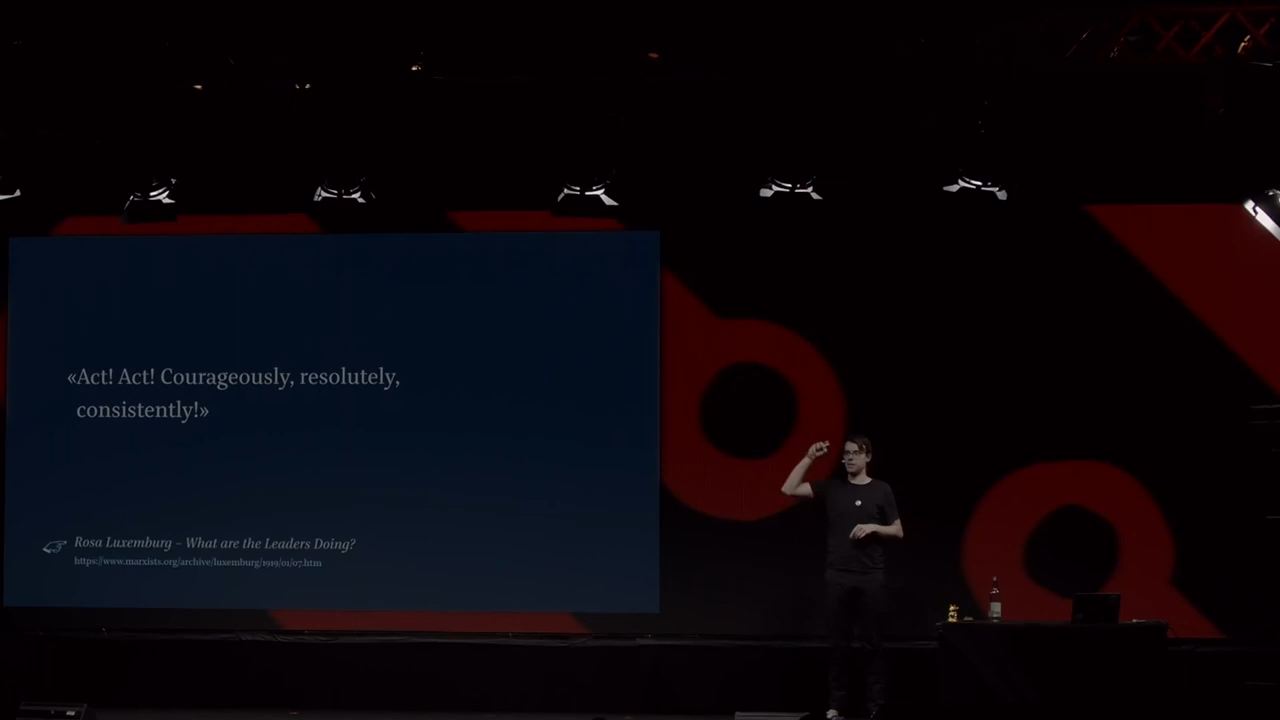 «Act! Act! Courageously, resolutely,
consistently!»
☞ Rosa Luxemburg – What are the Leaders Doing?
https://www.marxists.org/archive/luxemburg/1919/01/07.htm